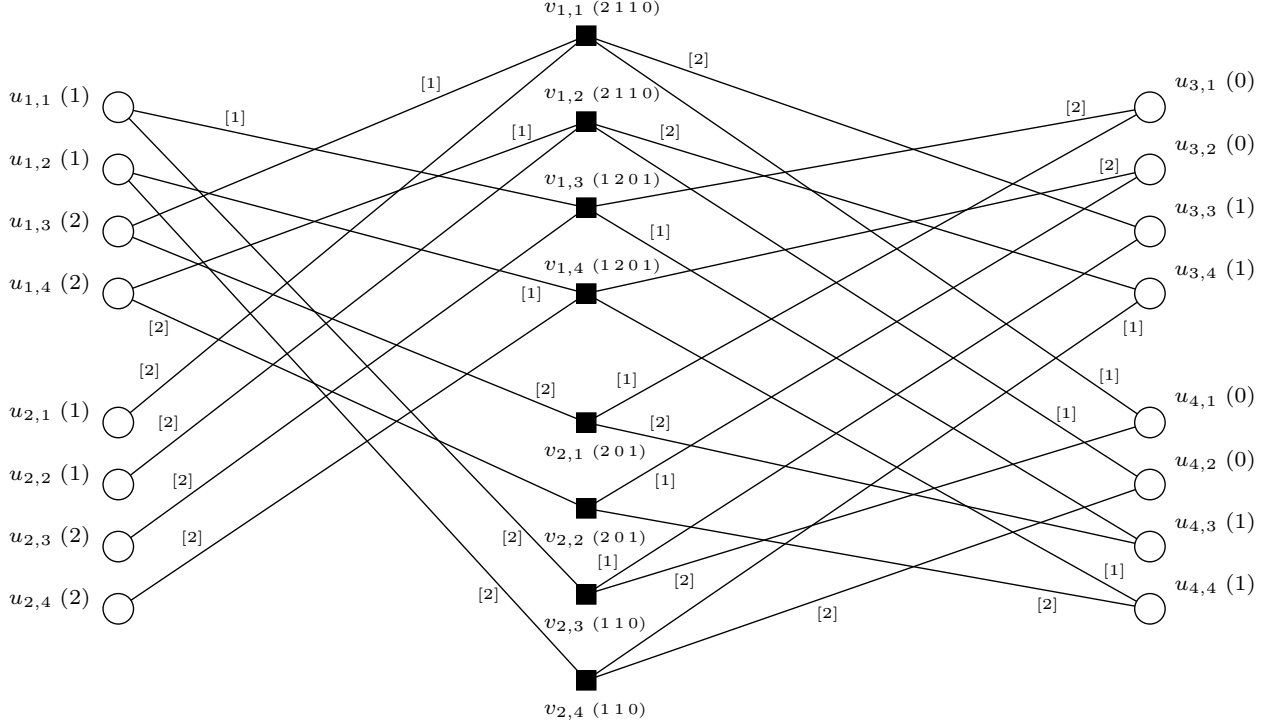 v1,1 (2 1 1 0)
[2]
[1]
u3,1 (0)
u1,1 (1)
v1,2 (2 1 1 0)
[2]
[1]
[1]
[2]
u3,2 (0)
u1,2 (1)
[2]
v1,3 (1 2 0 1)
u3,3 (1)
u1,3 (2)
[1]
v1,4 (1 2 0 1)
u3,4 (1)
u1,4 (2)
[1]
[2]
[1]
[2]
[1]
[1]
[2]
u4,1 (0)
u2,1 (1)
[1]
[2]
[2]
v2,1 (2 0 1)
u4,2 (0)
u2,2 (1)
[2]
[1]
u4,3 (1)
u2,3 (2)
[2]
[2]
v2,2 (2 0 1)
[1]
[1]
u4,4 (1)
u2,4 (2)
[2]
[2]
[2]
[2]
v2,3 (1 1 0)
v2,4 (1 1 0)